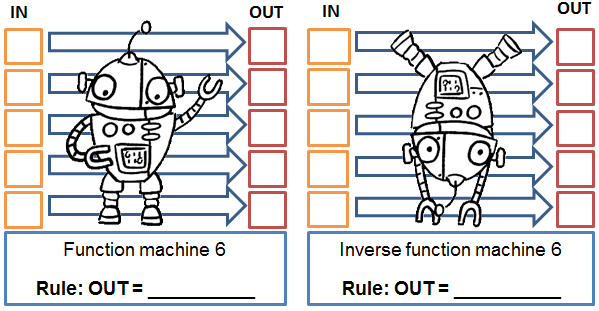 IN OUT
Function machine 6
Rule: OUT = __________
IN OUT
Inverse function machine 6
Rule: OUT = __________